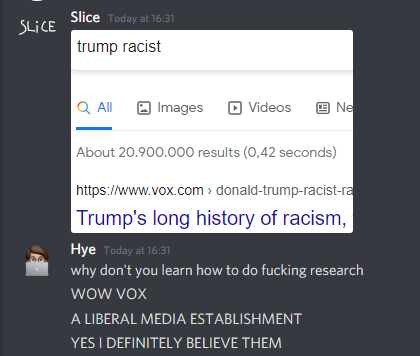 SLiCE
Slice Today at 16:31
trump racist
All Images Videos Ne
About 20.900.000 results (0,42 seconds)
https://www.vox.com › donald-trump-racist-ra
Trump's long history of racism,
Hye Today at 16:31
why don't you learn how to do fucking research
WOW VOX
A LIBERAL MEDIA ESTABLISHMENT
YES I DEFINITELY BELIEVE THEM